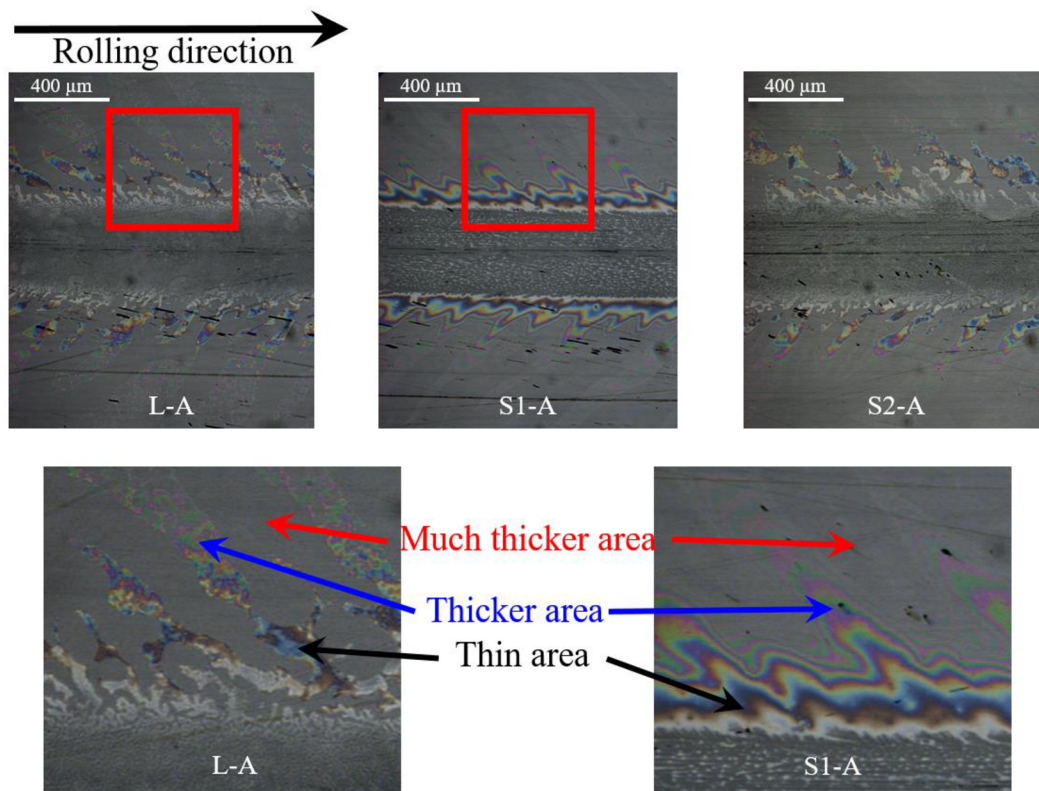 Rolling direction
400 µm
400 µm
400 µm
L-A
S1-A
S2-A
Much thicker area
Thicker area
Thin area
L-A
S1-A